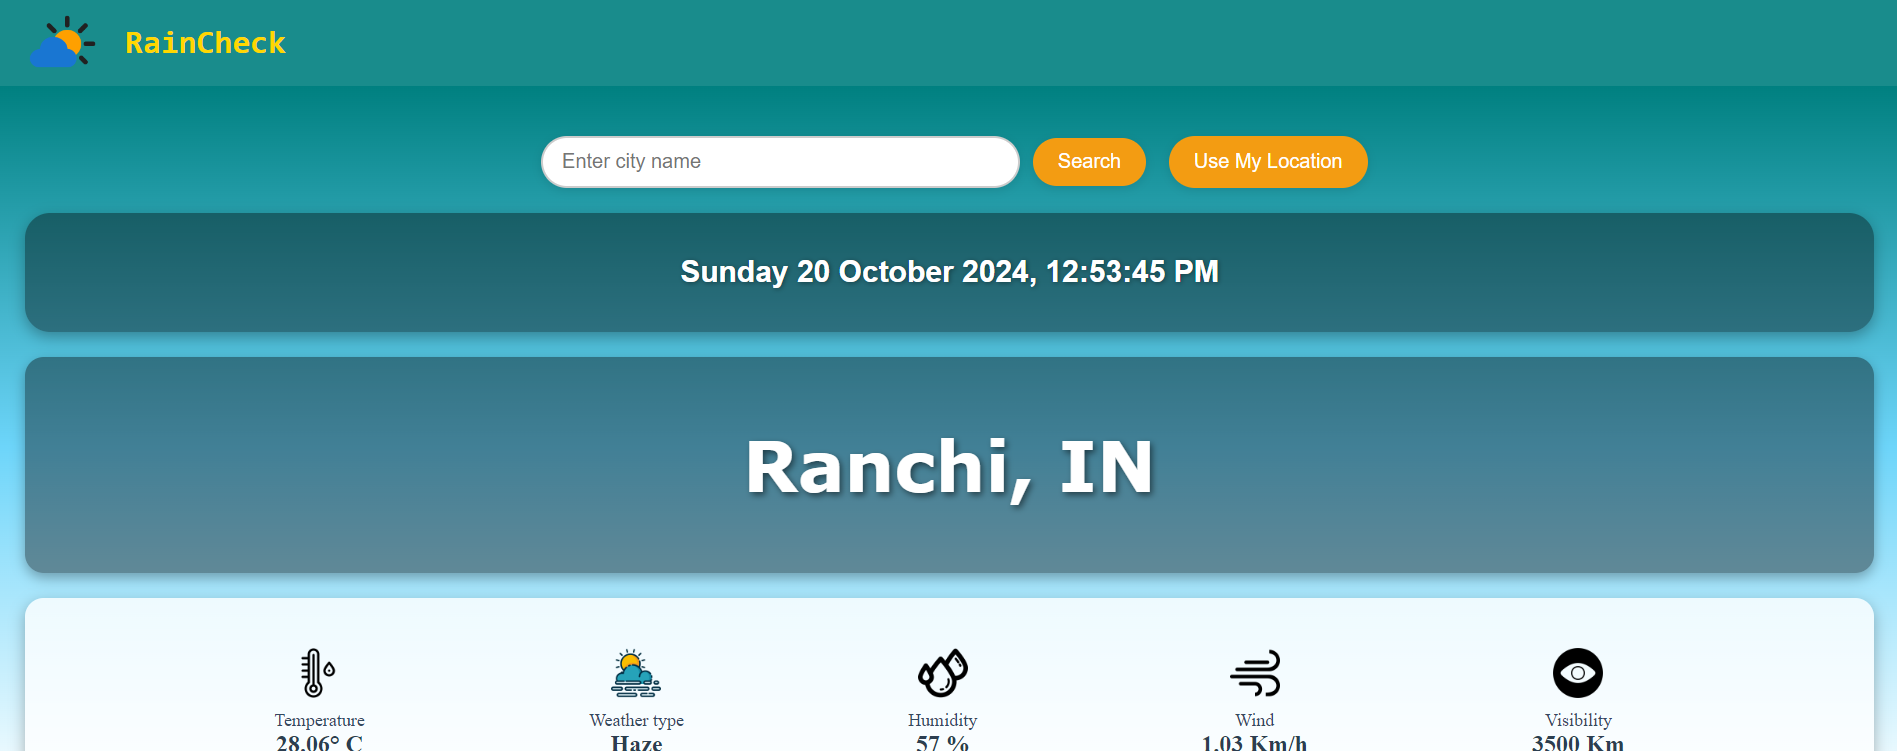 RainCheck
Enter city name
Search
Use My Location
Sunday 20 October 2024, 12:53:45 PM
Ranchi, IN
Temperature
28.06° C
Weather type
Haze
Humidity
57 %
Wind
1.03 Km/h
Visibility
3500 Km